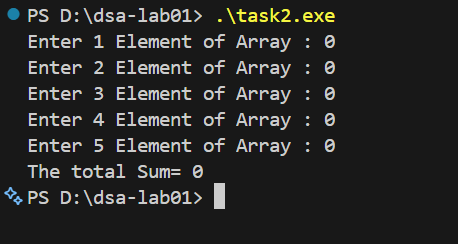 PS D:\dsa-lab01> .\task2.exe
Enter 1 Element of Array : 0
Enter 2 Element of Array : 0
Enter 3 Element of Array : 0
Enter 4 Element of Array : 0
Enter 5 Element of Array : 0
The total Sum= 0
PS D:\dsa-lab01>